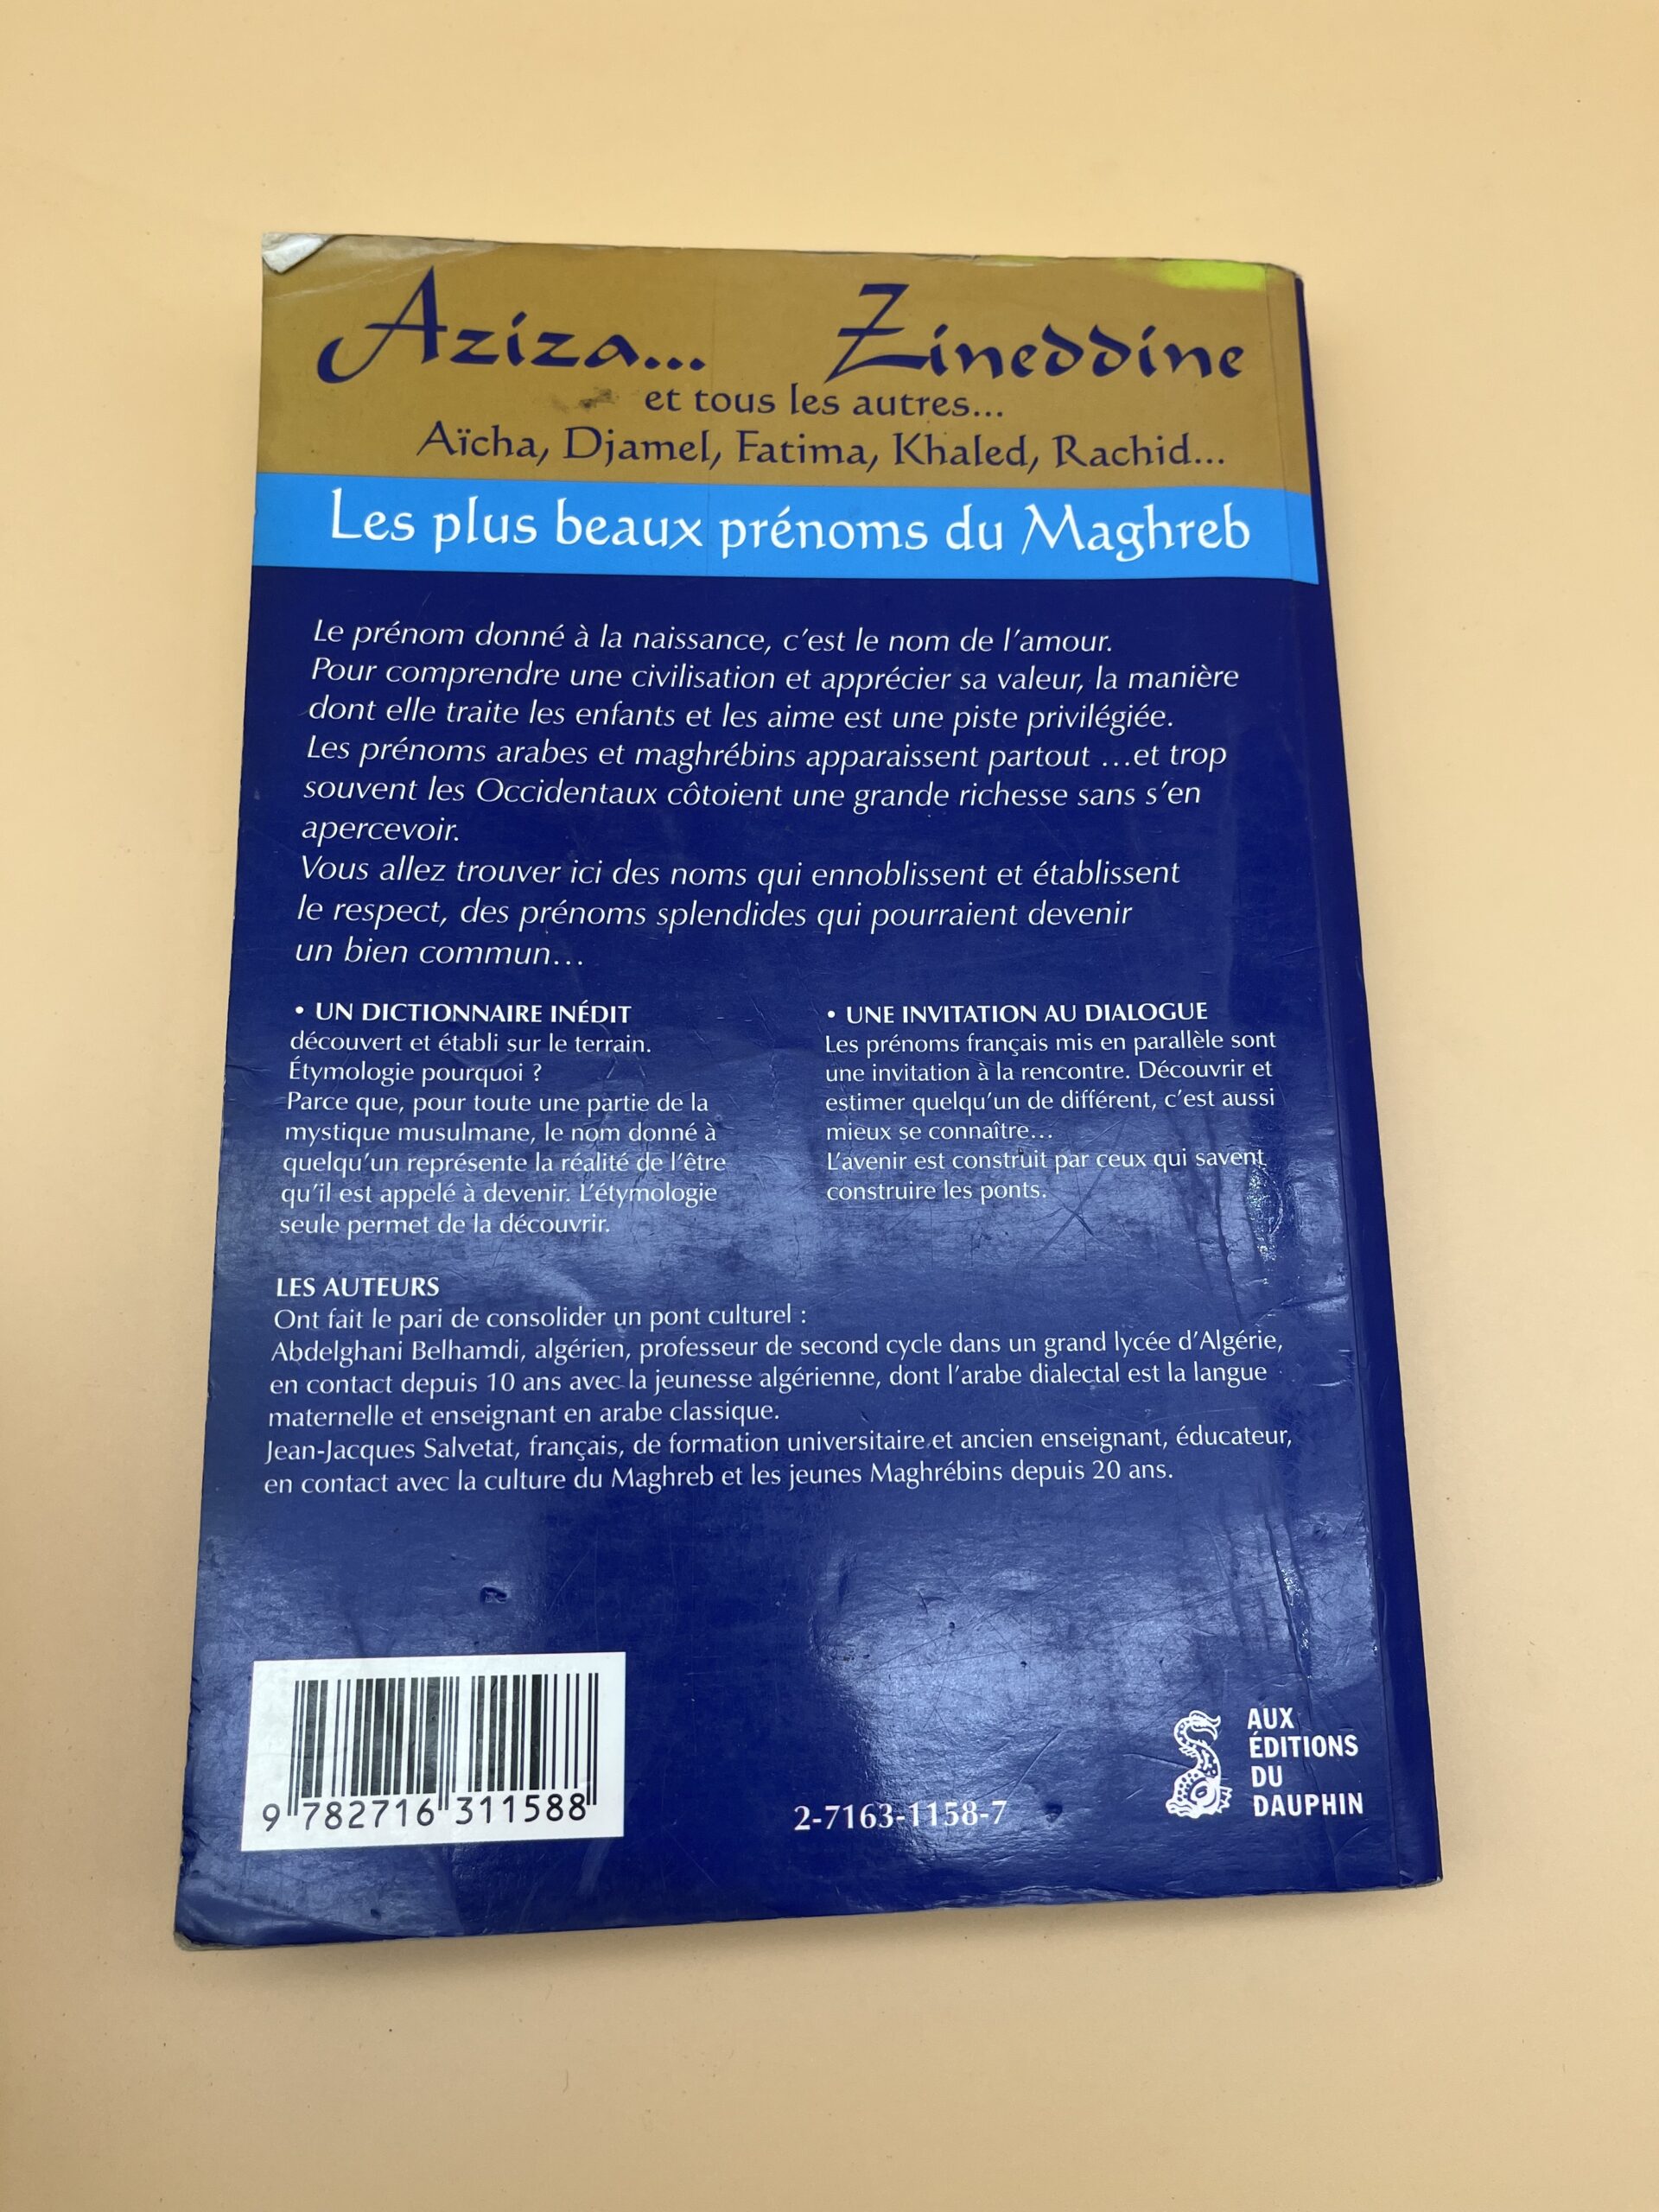 Aziza... Zineddine
et tous les autres...
Aïcha, Djamel, Fatima, Khaled, Rachid...
Les plus beaux prénoms du Maghreb
Le prénom donné à la naissance, c'est le nom de l'amour.
Pour comprendre une civilisation et apprécier sa valeur, la manière
dont elle traite les enfants et les aime est une piste privilégiée.
Les prénoms arabes et maghrébins apparaissent partout ...et trop
souvent les Occidentaux côtoient une grande richesse sans s'en
apercevoir.
Vous allez trouver ici des noms qui ennoblissent et établissent
le respect, des prénoms splendides qui pourraient devenir
un bien commun...
• UN DICTIONNAIRE INÉDIT
découvert et établi sur le terrain.
Étymologie pourquoi ?
Parce que, pour toute une partie de la
mystique musulmane, le nom donné à
quelqu'un représente la réalité de l'être
qu'il est appelé à devenir. L'étymologie
seule permet de la découvrir.
• UNE INVITATION AU DIALOGUE
Les prénoms français mis en parallèle sont
une invitation à la rencontre. Découvrir et
estimer quelqu'un de différent, c'est aussi
mieux se connaître...
L'avenir est construit par ceux qui savent
construire les ponts.
LES AUTEURS
Ont fait le pari de consolider un pont culturel :
Abdelghani Belhamdi, algérien, professeur de second cycle dans un grand lycée d'Algérie,
en contact depuis 10 ans avec la jeunesse algérienne, dont l'arabe dialectal est la langue
maternelle et enseignant en arabe classique.
Jean-Jacques Salvetat, français, de formation universitaire et ancien enseignant, éducateur,
en contact avec la culture du Maghreb et les jeunes Maghrébins depuis 20 ans.
9 782716 311588
2-7163-1158-7
AUX
ÉDITIONS
DU
DAUPHIN